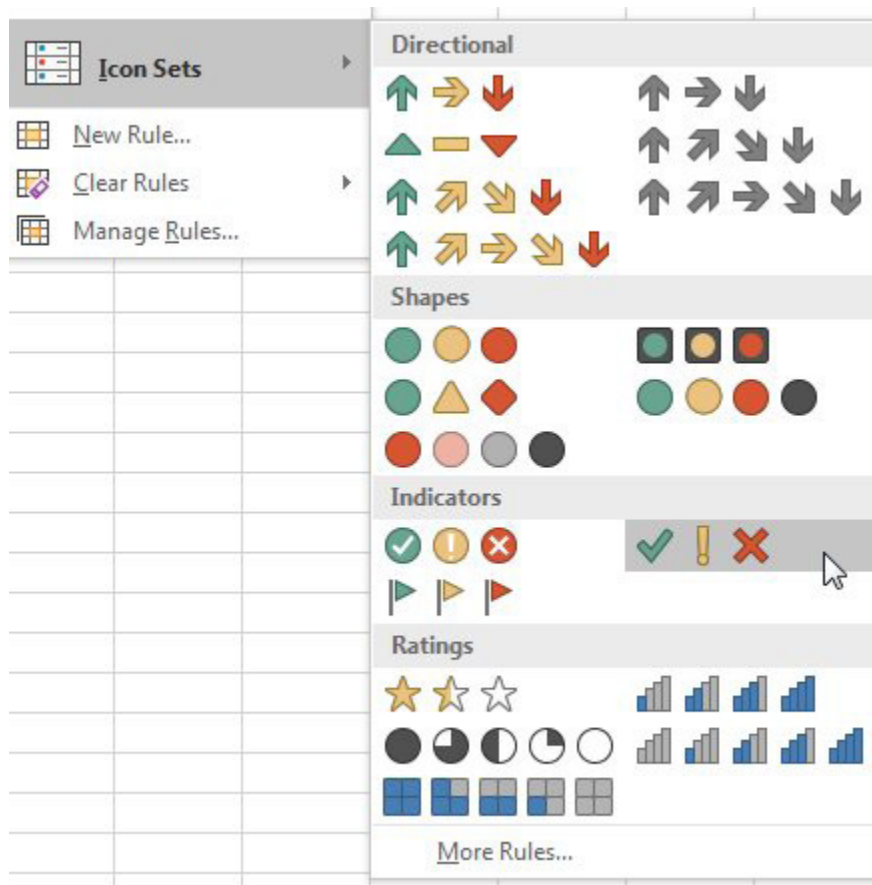 Icon Sets
New Rule...
Clear Rules
Manage Rules...
Directional
Shapes
Indicators
Ratings
More Rules...